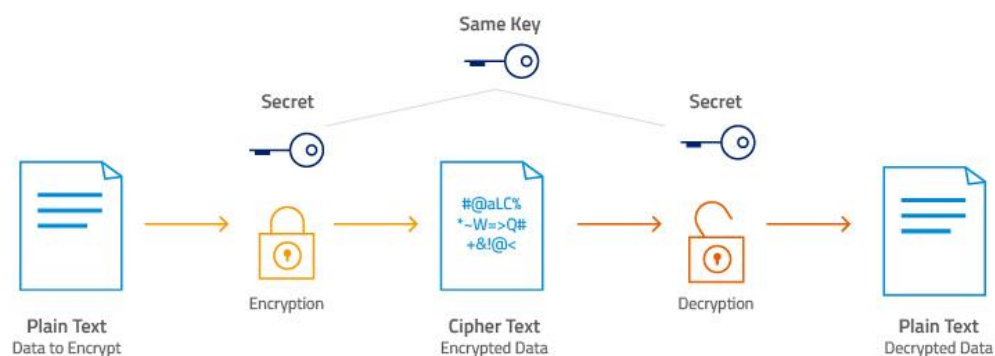 Same Key
Secret
Secret
#@aLC%
*~W=>Q#
+&!@<
Encryption
Decryption
Plain Text
Data to Encrypt
Cipher Text
Encrypted Data
Plain Text
Decrypted Data